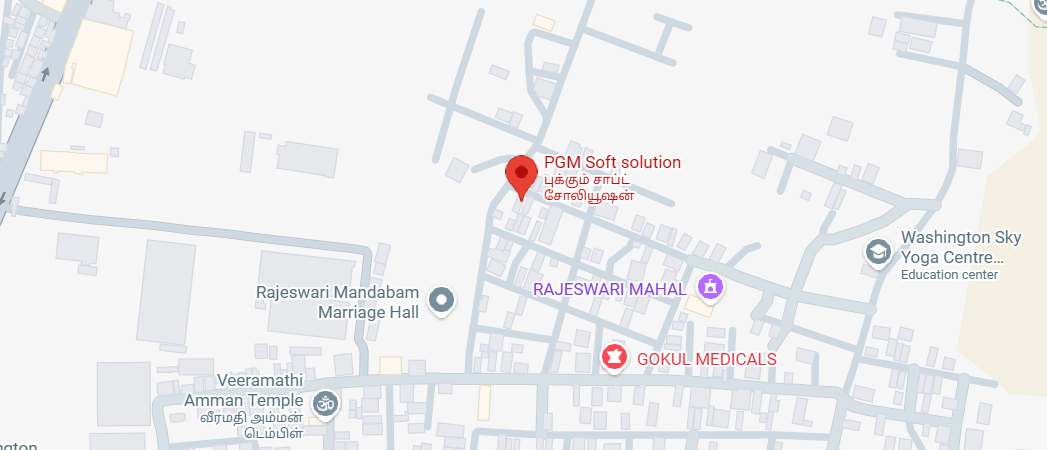 PGM Soft solution
புக்கும் சாப்ட்
சோலியூஷன்
Washington Sky
Yoga Centre...
Education center
RAJESWARI MAHAL
Rajeswari Mandabam
Marriage Hall
GOKUL MEDICALS
Veeramathi
Amman Temple
வீரமதி அம்மன்
டெம்பிள்